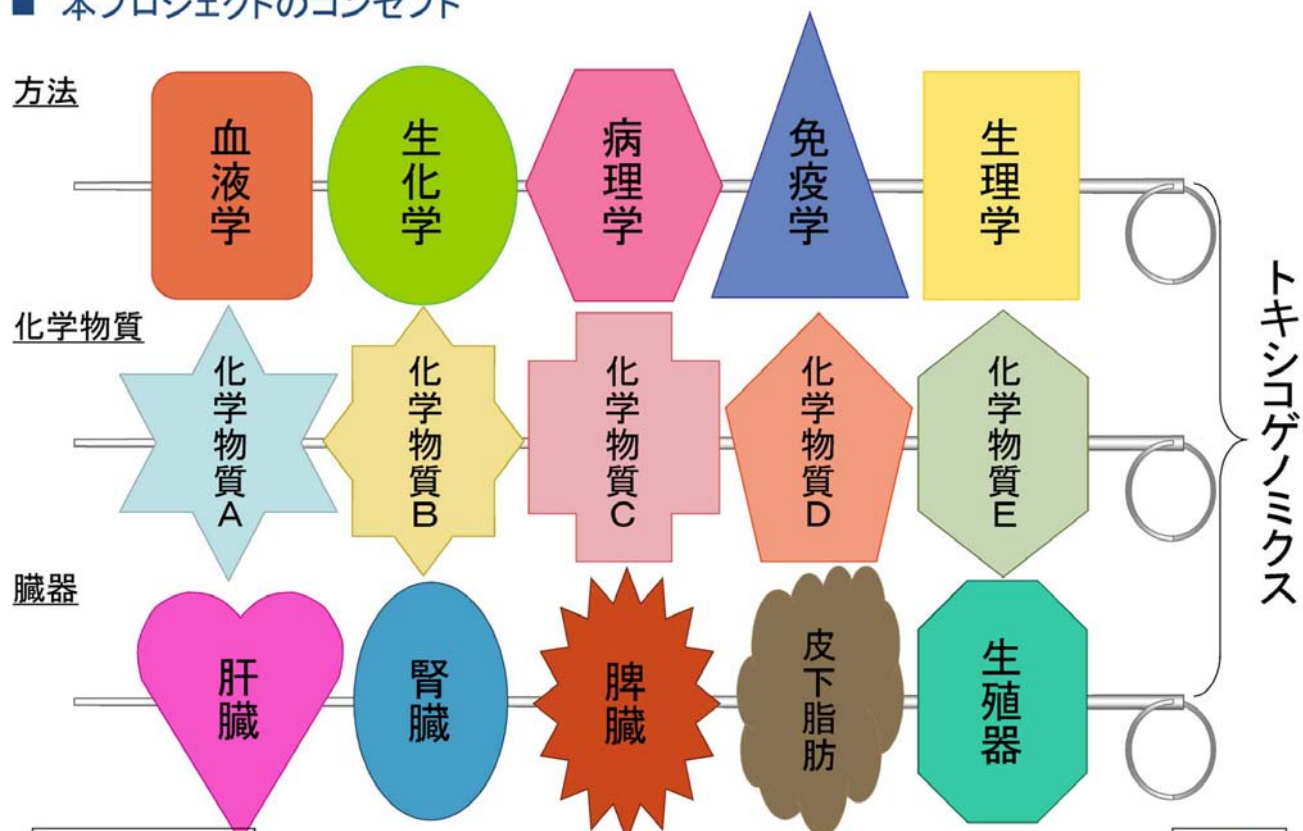 ■ 本プロジェクトのコンセプト
方法
血液学
生化学
病理学
免疫学
生理学
化学物質
化学物質A
化学物質B
化学物質C
化学物質D
化学物質E
臓器
肝臓
腎臓
脾臓
皮下脂肪
生殖器
トキシコゲノミクス